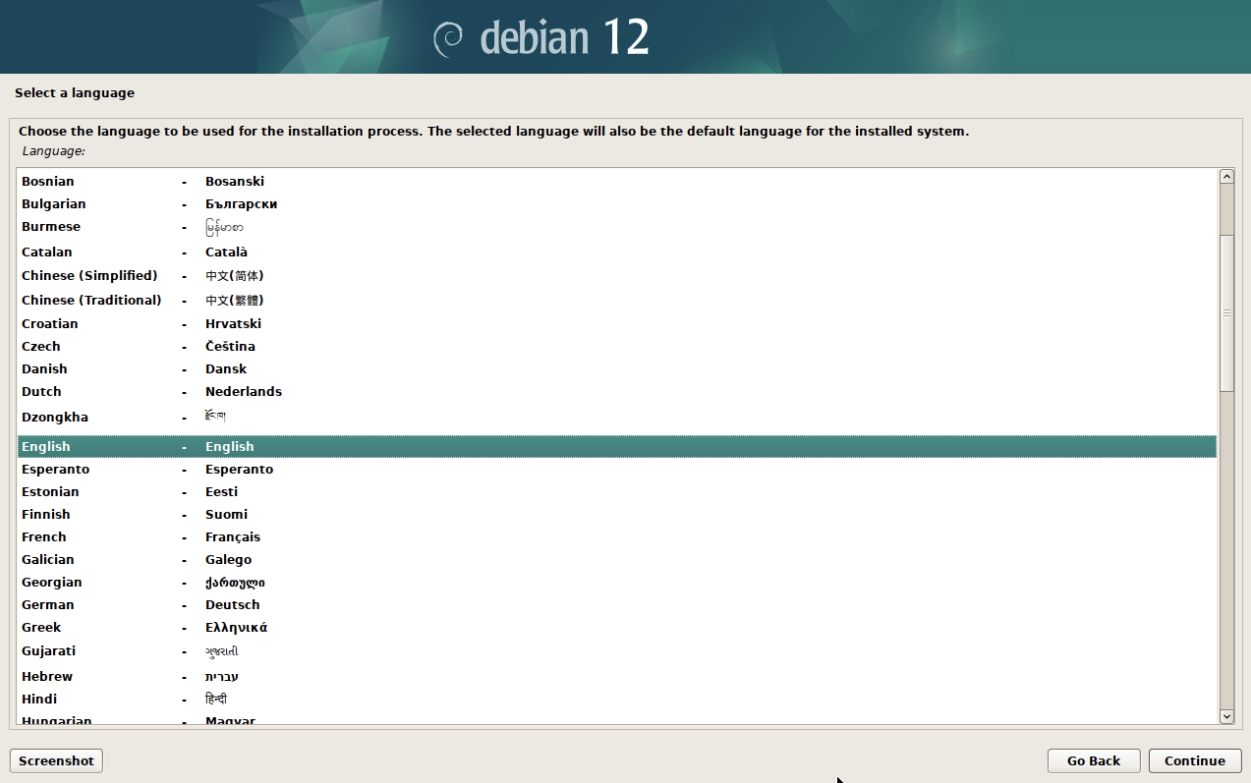 debian 12
Select a language
Choose the language to be used for the installation process. The selected language will also be the default language for the installed system.
Language:
Bosnian - Bosanski
Bulgarian - Български
Burmese - မြန်မာစာ
Catalan - Català
Chinese (Simplified) - 中文(简体)
Chinese (Traditional) - 中文(繁體)
Croatian - Hrvatski
Czech - Čeština
Danish - Dansk
Dutch - Nederlands
Dzongkha - རྫོང་ཁ།
English - English
Esperanto - Esperanto
Estonian - Eesti
Finnish - Suomi
French - Français
Galician - Galego
Georgian - ქართული
German - Deutsch
Greek - Ελληνικά
Gujarati - ગુજરાતી
Hebrew - עברית
Hindi - हिन्दी
Hungarian - Magyar
Screenshot Go Back Continue